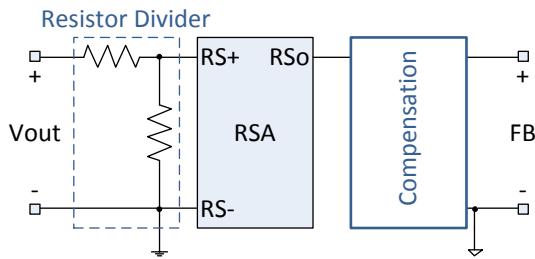 Resistor Divider
RS+ RSo
+ +
Vout RSA Compensation FB
- -
RS-